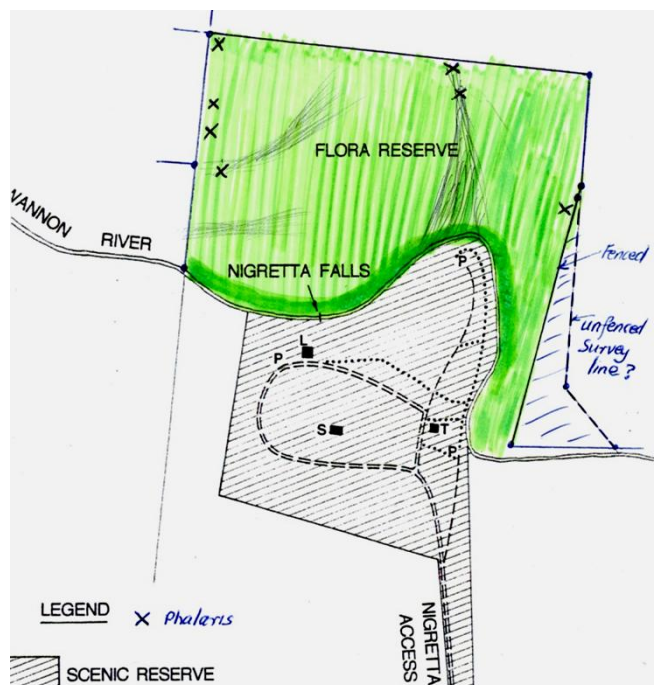 FLORA RESERVE
WANNON
RIVER
Fenced
NIGRETTA FALLS
P
unfenced
Survey
line?
L
P
S
T
P
LEGEND
X Phalaris
NIGRETTA
ACCESS
SCENIC RESERVE